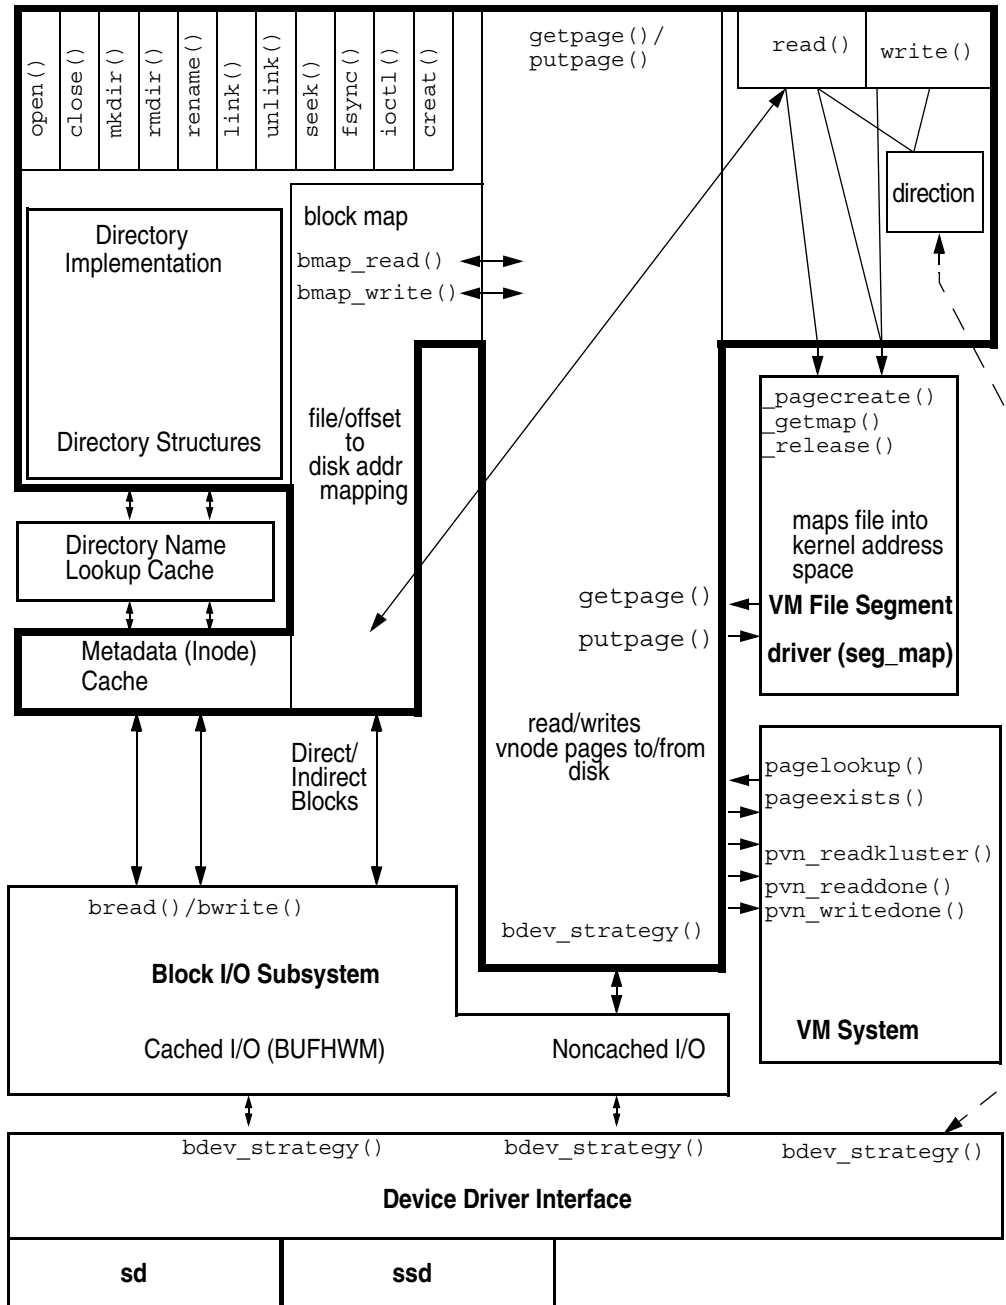 open()
close()
mkdir()
rmdir()
rename()
link()
unlink()
seek()
fsync()
ioctl()
creat()
getpage()/
putpage()
read()
write()
direction
Directory
Implementation
Directory Structures
block map
bmap_read()
bmap_write()
file/offset
to
disk addr
mapping
_pagecreate()
_getmap()
_release()
maps file into
kernel address
space
VM File Segment
driver (seg_map)
Directory Name
Lookup Cache
Metadata (Inode)
Cache
getpage()
putpage()
read/writes
vnode pages to/from
disk
Direct/
Indirect
Blocks
pagelookup()
pageexists()
pvn_readkluster()
pvn_readdone()
pvn_writedone()
VM System
bread()/bwrite()
bdev_strategy()
Block I/O Subsystem
Cached I/O (BUFHWM)
Noncached I/O
bdev_strategy()
bdev_strategy()
bdev_strategy()
Device Driver Interface
sd
ssd